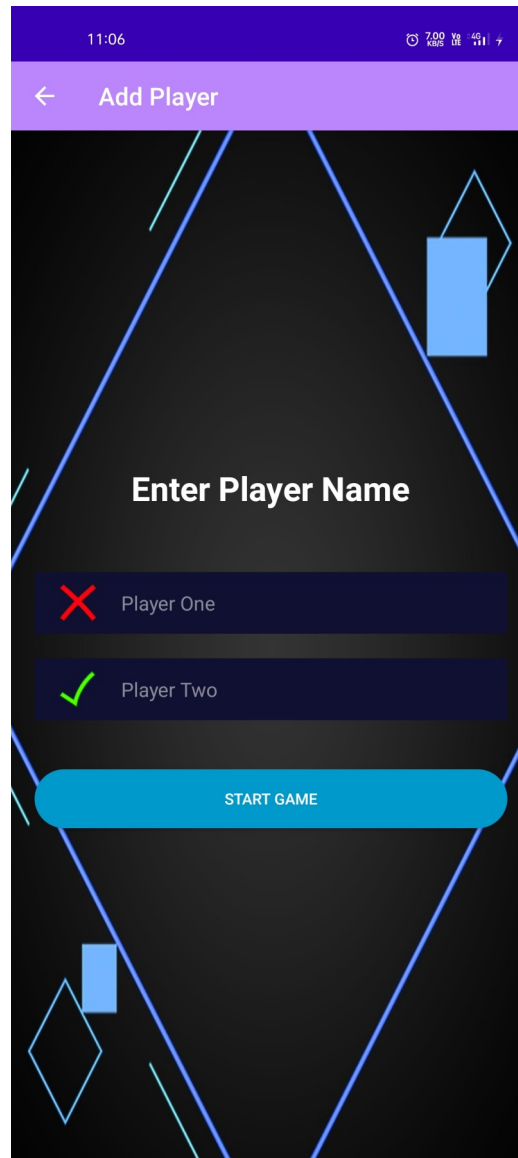 11:06
7.00 KB/S Vo LTE 4G
Add Player
Enter Player Name
Player One
Player Two
START GAME